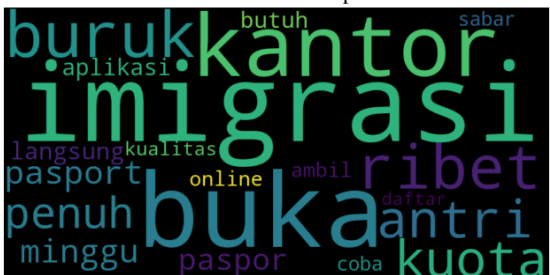 butuh sabar
buruk kantor
aplikasi
imigrasi
langsung kualitas ribet
pasport online ambil
buka daftar
penuh antri
minggu paspor coba kuota